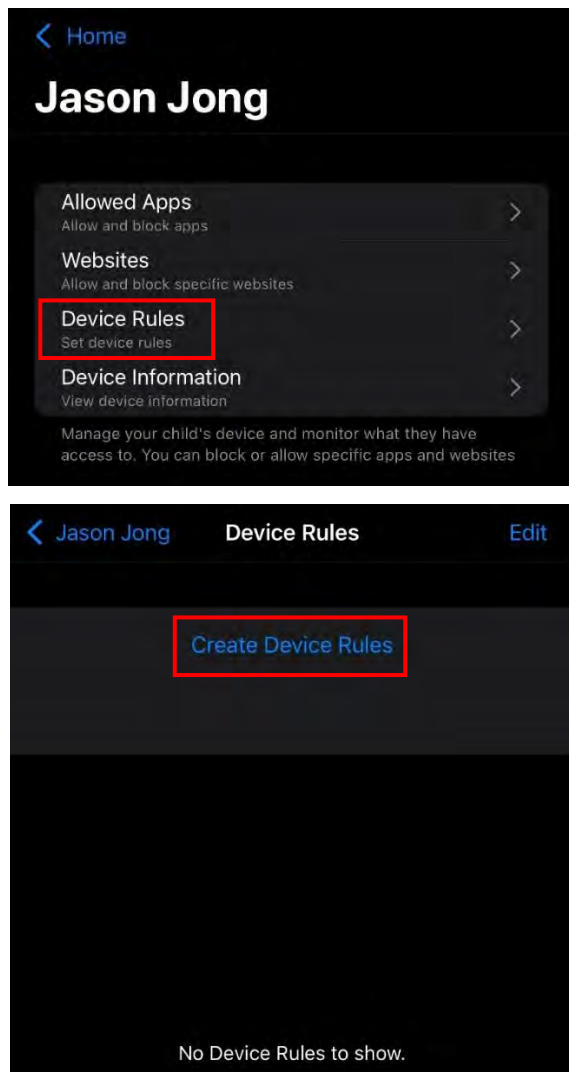 Home
Jason Jong
Allowed Apps
Allow and block apps
Websites
Allow and block specific websites
Device Rules
Set device rules
Device Information
View device information
Manage your child's device and monitor what they have
access to. You can block or allow specific apps and websites
Jason Jong Device Rules Edit
Create Device Rules
No Device Rules to show.